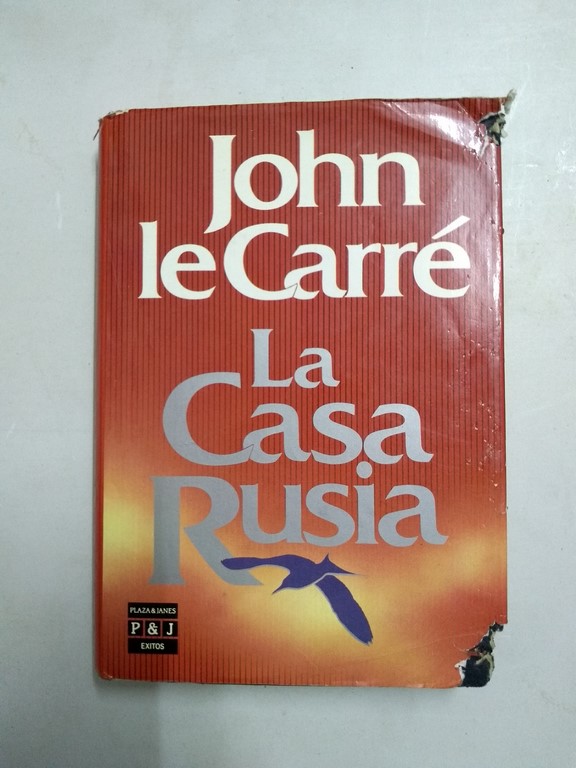 John
le Carré
La
Casa
Rusia
PLAZA & JANES
P & J
EXITOS